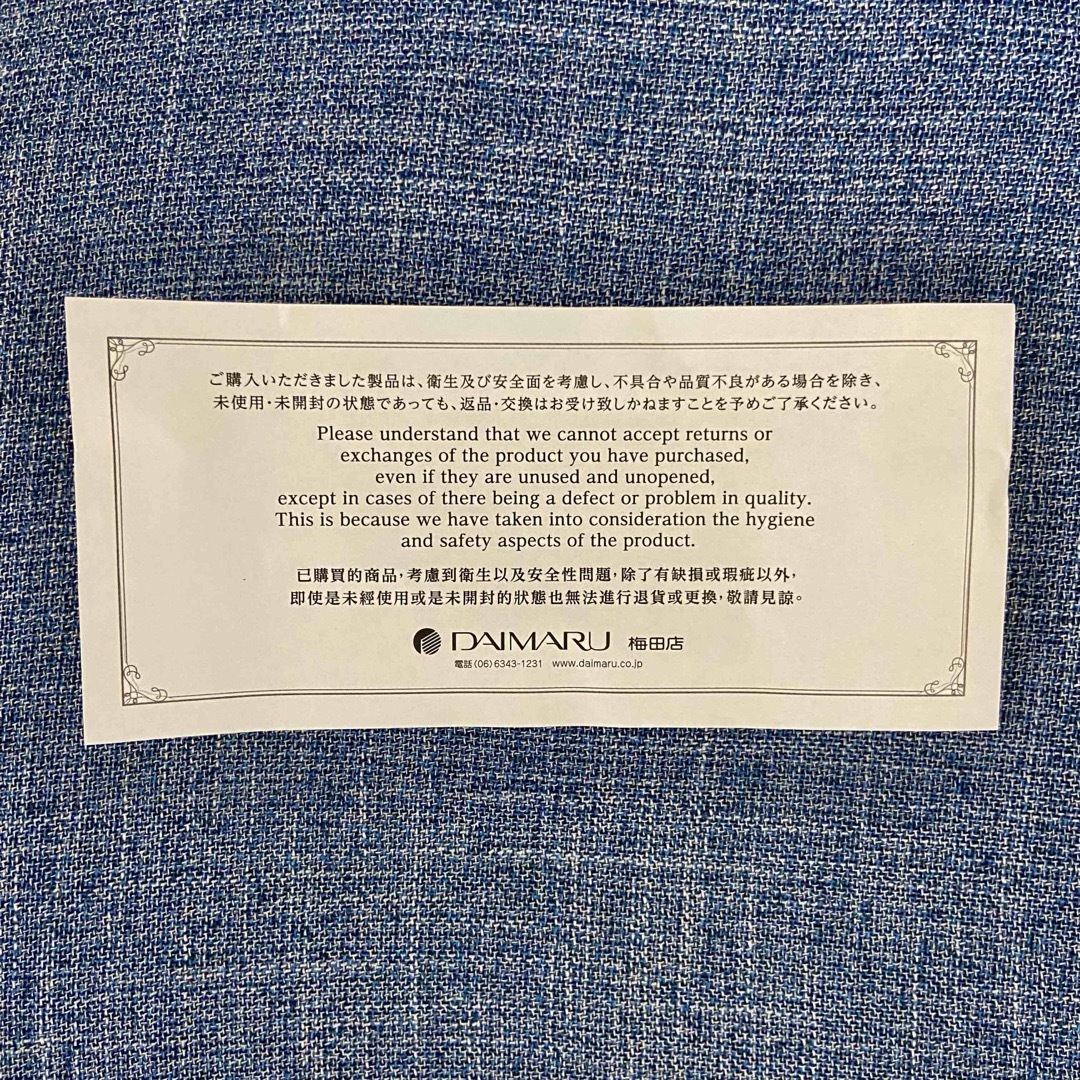 ご購入いただきました製品は、衛生及び安全面を考慮し、不具合や品質不良がある場合を除き、
未使用・未開封の状態であっても、返品・交換はお受け致しかねますことを予めご了承ください。
Please understand that we cannot accept returns or
exchanges of the product you have purchased,
even if they are unused and unopened,
except in cases of there being a defect or problem in quality.
This is because we have taken into consideration the hygiene
and safety aspects of the product.
已購買的商品，考慮到衛生以及安全性問題，除了有缺損或瑕疵以外，
即使是未經使用或是未開封的狀態也無法進行退貨或更換，敬請見諒。
DAIMARU 梅田店
電話（06）6343-1231 www.daimaru.co.jp